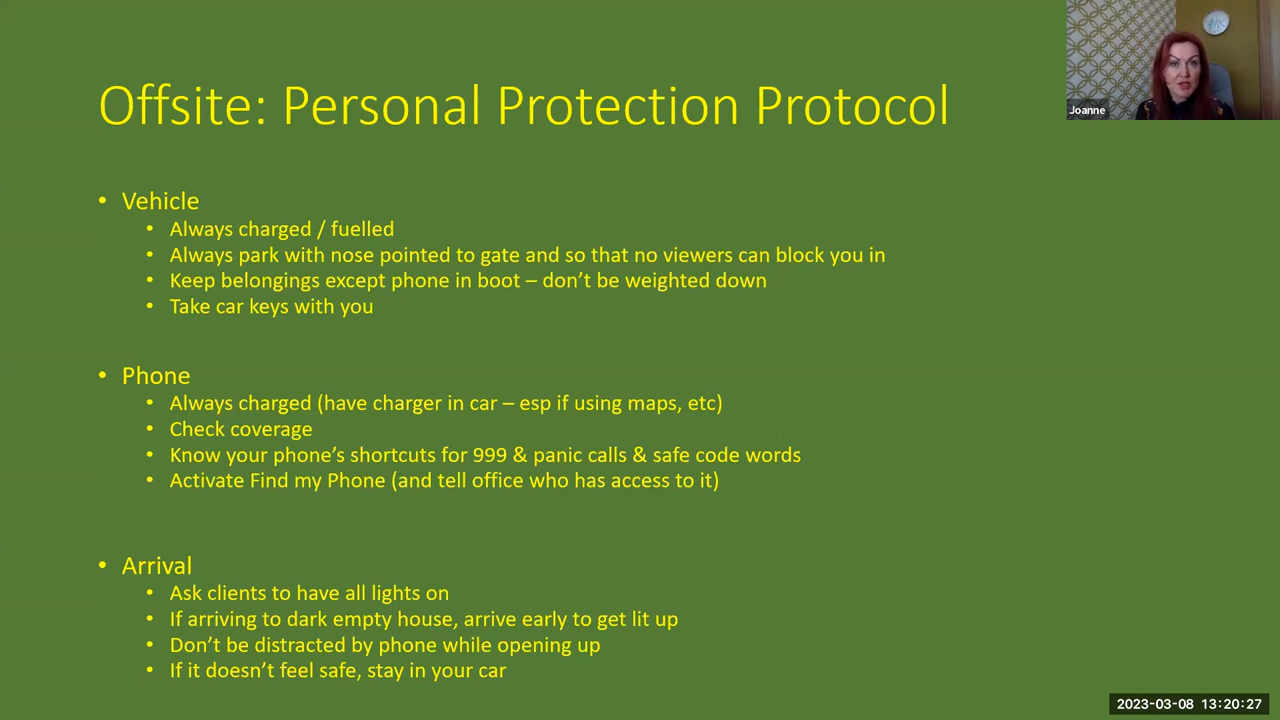 Offsite: Personal Protection Protocol
Joanne
• Vehicle
• Always charged / fuelled
• Always park with nose pointed to gate and so that no viewers can block you in
• Keep belongings except phone in boot – don’t be weighted down
• Take car keys with you
• Phone
• Always charged (have charger in car – esp if using maps, etc)
• Check coverage
• Know your phone’s shortcuts for 999 & panic calls & safe code words
• Activate Find my Phone (and tell office who has access to it)
• Arrival
• Ask clients to have all lights on
• If arriving to dark empty house, arrive early to get lit up
• Don’t be distracted by phone while opening up
• If it doesn’t feel safe, stay in your car
2023-03-08 13:20:27